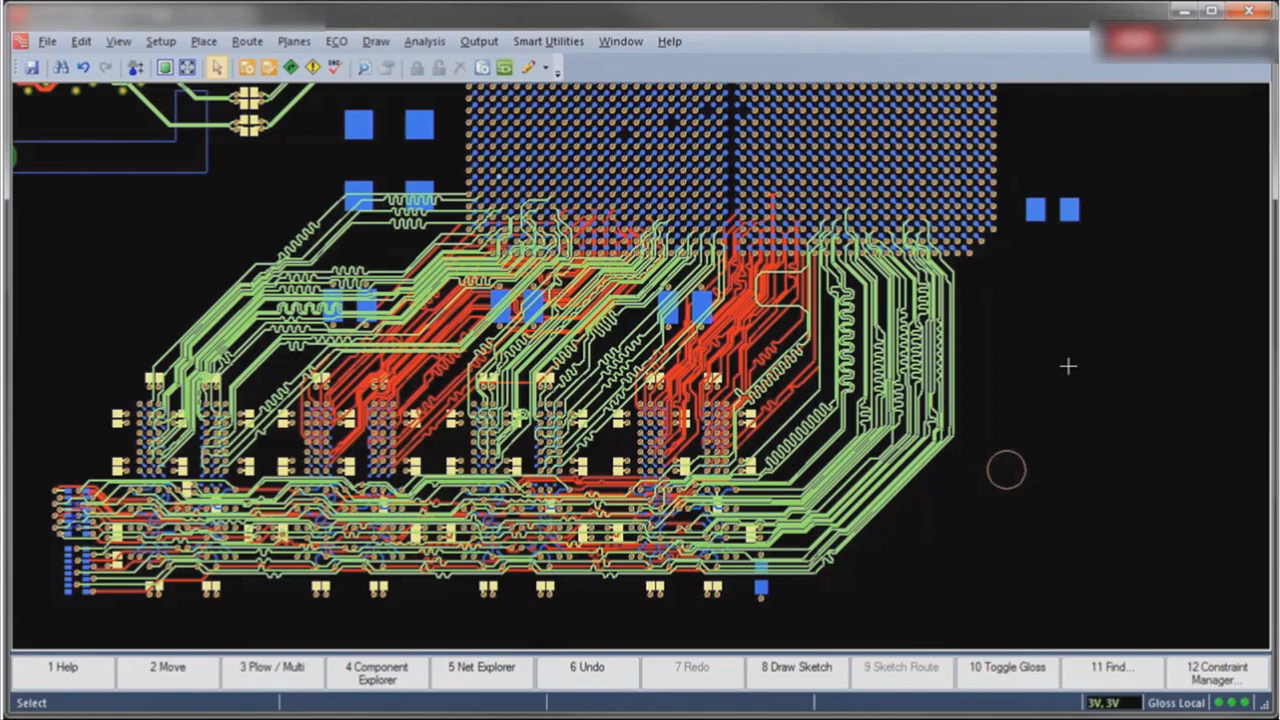 File Edit View Setup Place Route Planes ECO Draw Analysis Output Smart Utilities Window Help
1 Help 2 Move 3 Plow / Multi 4 Component Explorer 5 Net Explorer 6 Undo 7 Redo 8 Draw Sketch 9 Sketch Route 10 Toggle Gloss 11 Find... 12 Constraint Manager...
Select 3V, 3V Gloss Local